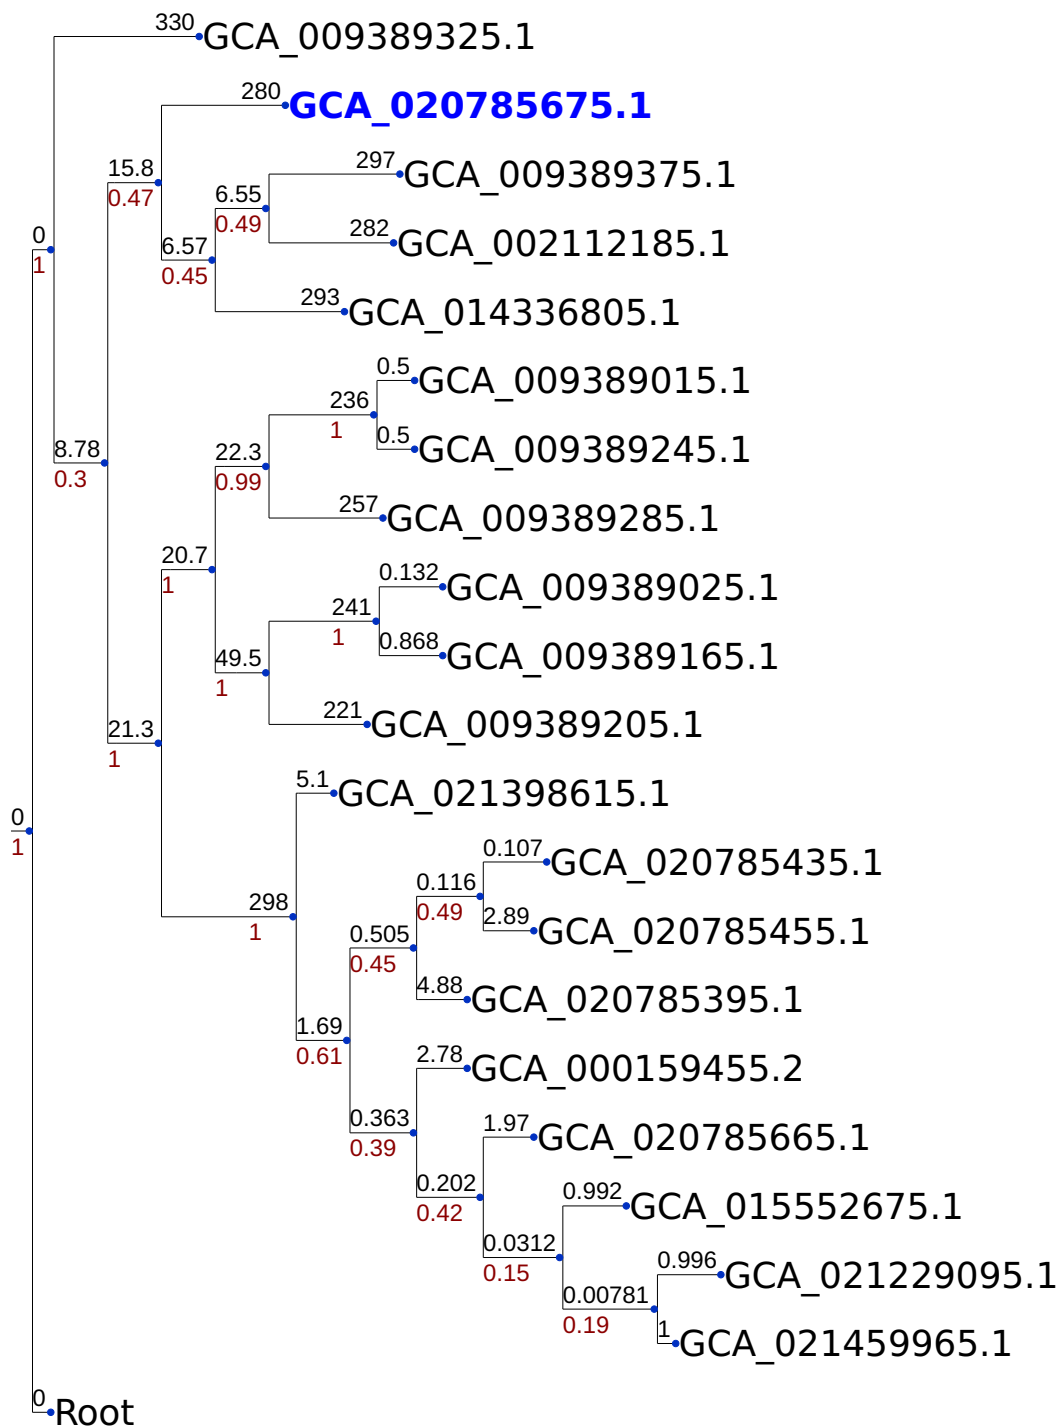 330
GCA_009389325.1
280
GCA_020785675.1
15.8
0.47
297
GCA_009389375.1
6.55
0.49
0
1
282
GCA_002112185.1
6.57
0.45
293
GCA_014336805.1
0.5
GCA_009389015.1
236
1
0.5
GCA_009389245.1
8.78
0.3
22.3
0.99
257
GCA_009389285.1
20.7
1
0.132
GCA_009389025.1
241
1
0.868
GCA_009389165.1
49.5
1
221
GCA_009389205.1
21.3
1
5.1
GCA_021398615.1
0
1
0.107
GCA_020785435.1
0.116
0.49
298
1
2.89
GCA_020785455.1
0.505
0.45
4.88
GCA_020785395.1
1.69
0.61
2.78
GCA_000159455.2
0.363
0.39
1.97
GCA_020785665.1
0.202
0.42
0.992
GCA_015552675.1
0.0312
0.15
0.996
GCA_021229095.1
0.00781
0.19
1
GCA_021459965.1
0
Root